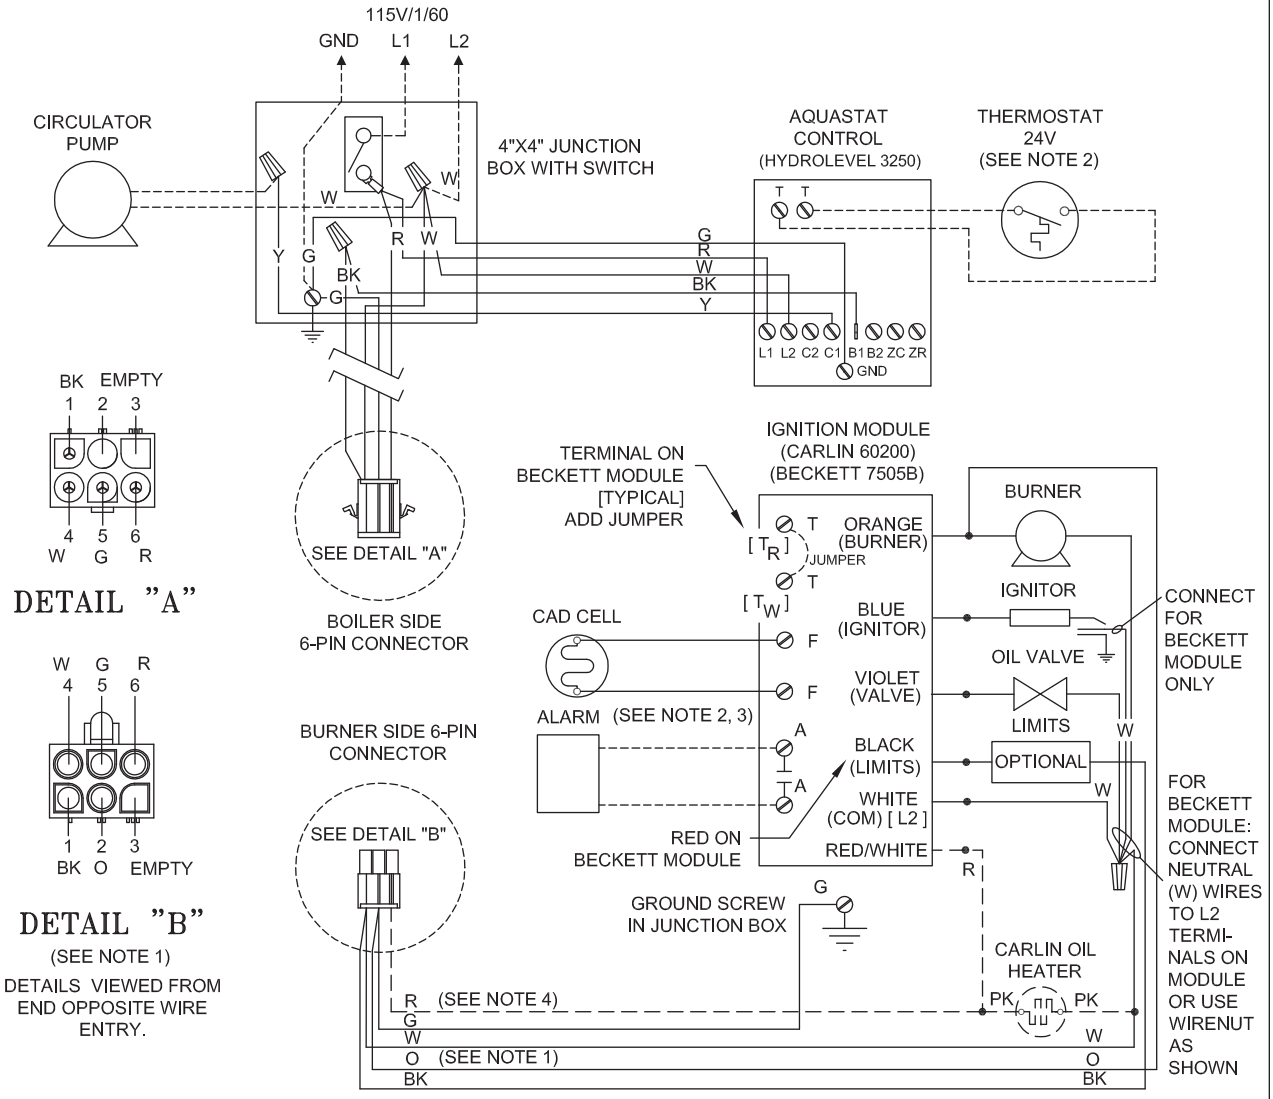 115V/1/60
GND L1 L2
CIRCULATOR
PUMP
4"X4" JUNCTION
BOX WITH SWITCH
W
W
R W
Y G
BK
G
AQUASTAT
CONTROL
(HYDROLEVEL 3250)
THERMOSTAT
24V
(SEE NOTE 2)
T T
G
R
W
BK
Y
L1 L2 C2 C1 B1 B2 ZC ZR
GND
BK EMPTY
1 2 3
4 5 6
W G R
DETAIL "A"
SEE DETAIL "A"
BOILER SIDE
6-PIN CONNECTOR
TERMINAL ON
BECKETT MODULE
[TYPICAL]
ADD JUMPER
IGNITION MODULE
(CARLIN 60200)
(BECKETT 7505B)
T
[ TR ]
JUMPER
T
[ TW ]
F
F
A
A
ORANGE
(BURNER)
BLUE
(IGNITOR)
VIOLET
(VALVE)
BLACK
(LIMITS)
WHITE
(COM) [ L2 ]
RED/WHITE
BURNER
IGNITOR
OIL VALVE
LIMITS
OPTIONAL
W
W
R
CONNECT
FOR
BECKETT
MODULE
ONLY
CAD CELL
ALARM (SEE NOTE 2, 3)
RED ON
BECKETT MODULE
W G R
4 5 6
1 2 3
BK O EMPTY
DETAIL "B"
(SEE NOTE 1)
DETAILS VIEWED FROM
END OPPOSITE WIRE
ENTRY.
BURNER SIDE 6-PIN
CONNECTOR
SEE DETAIL "B"
GROUND SCREW
IN JUNCTION BOX
G
CARLIN OIL
HEATER
PK PK
R (SEE NOTE 4)
G
W
O (SEE NOTE 1)
BK
W
O
BK
FOR
BECKETT
MODULE:
CONNECT
NEUTRAL
(W) WIRES
TO L2
TERMI-
NALS ON
MODULE
OR USE
WIRENUT
AS
SHOWN